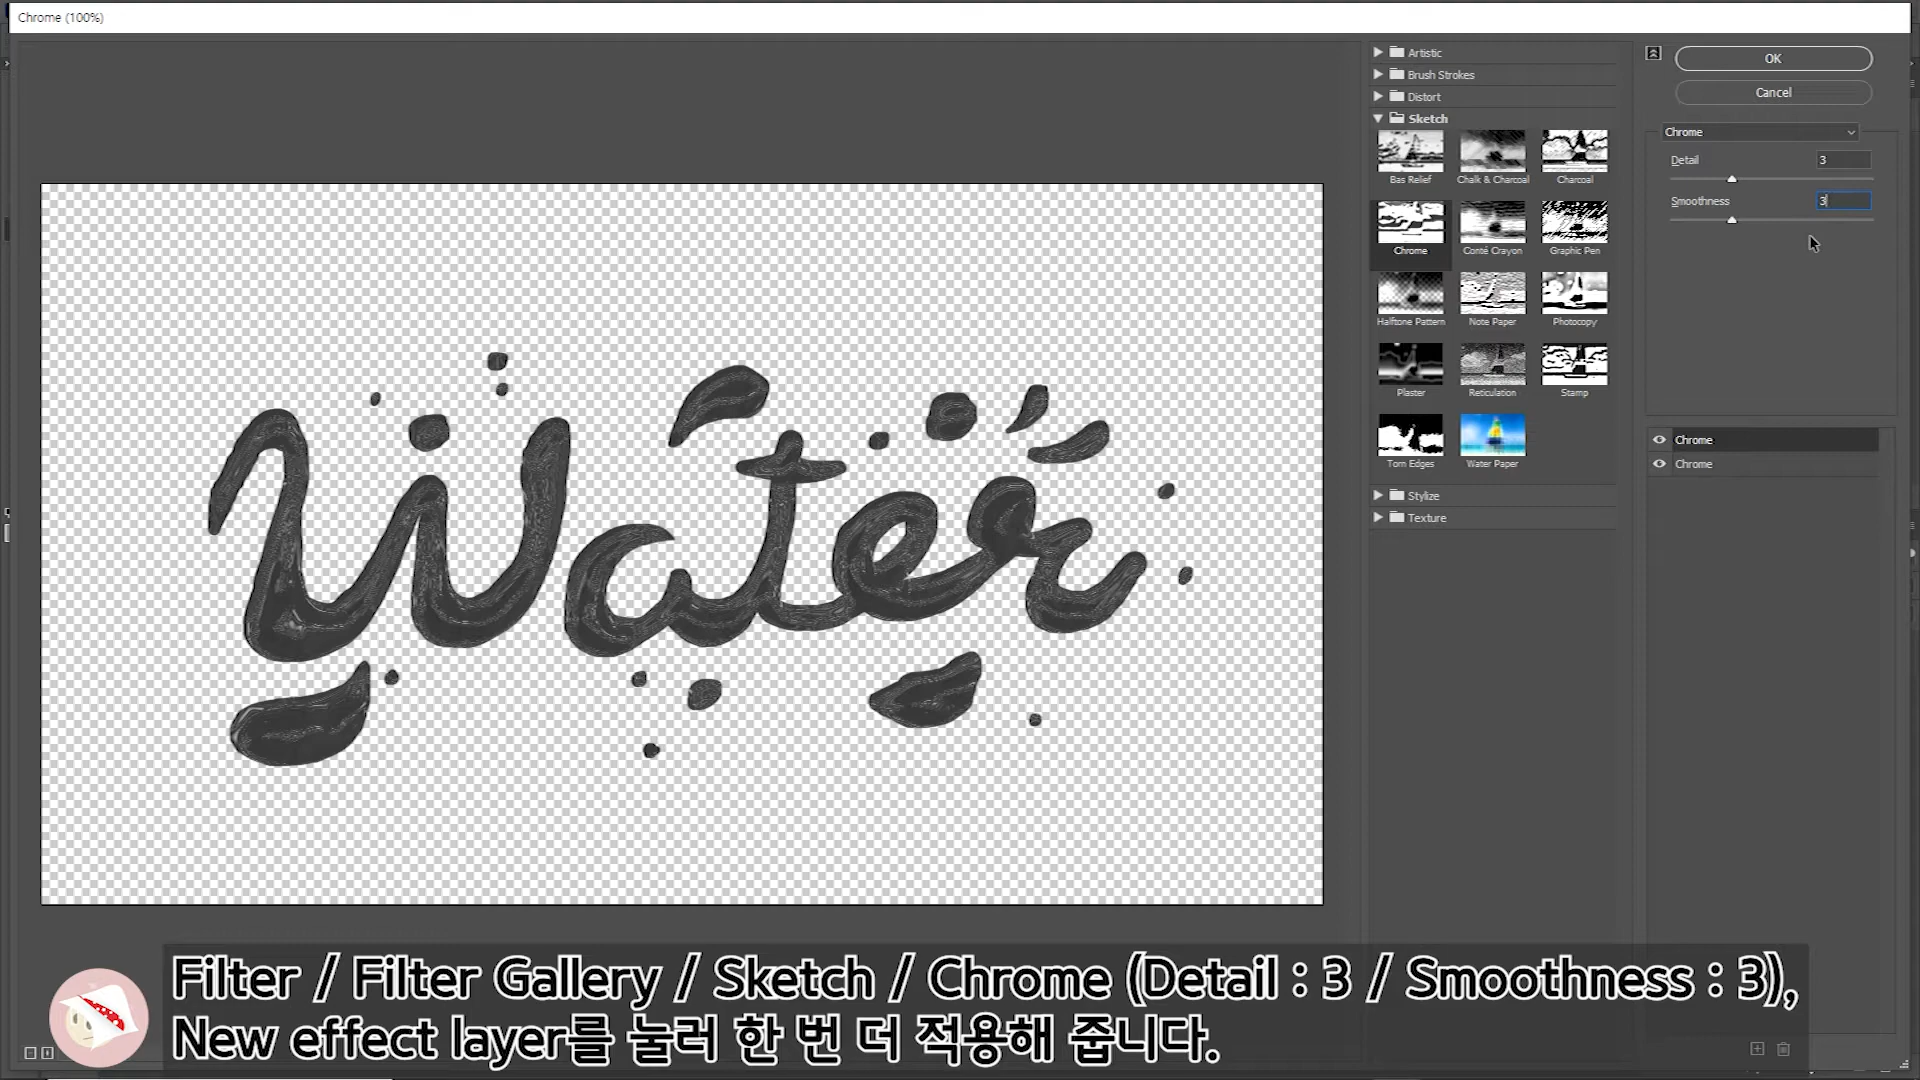 Chrome (100%)
Artistic
Brush Strokes
Distort
Sketch
Bas Relief
Chalk & Charcoal
Charcoal
Chrome
Conté Crayon
Graphic Pen
Halftone Pattern
Note Paper
Photocopy
Plaster
Reticulation
Stamp
Torn Edges
Water Paper
Stylize
Texture
OK
Cancel
Chrome
Detail 3
Smoothness 3
Chrome
Chrome
Water
Filter / Filter Gallery / Sketch / Chrome (Detail : 3 / Smoothness : 3),
New effect layer를 눌러 한 번 더 적용해 줍니다.